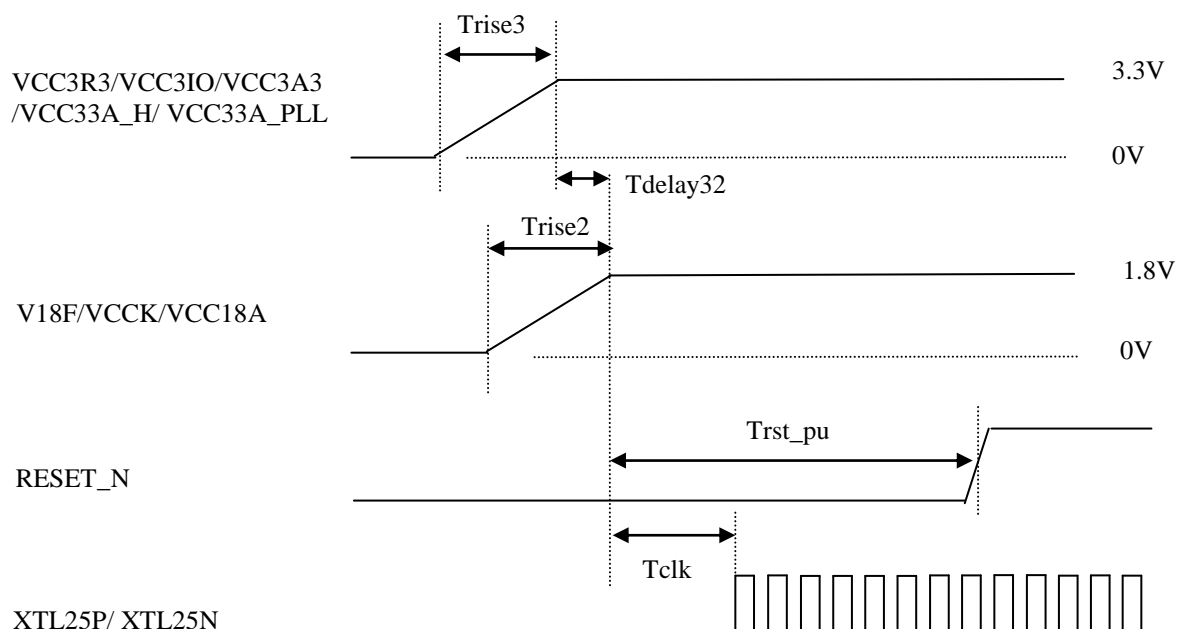 Trise3
VCC3R3/VCC3IO/VCC3A3
/VCC33A_H/ VCC33A_PLL
3.3V
0V
Tdelay32
Trise2
1.8V
V18F/VCCK/VCC18A
0V
Trst_pu
RESET_N
Tclk
XTL25P/ XTL25N